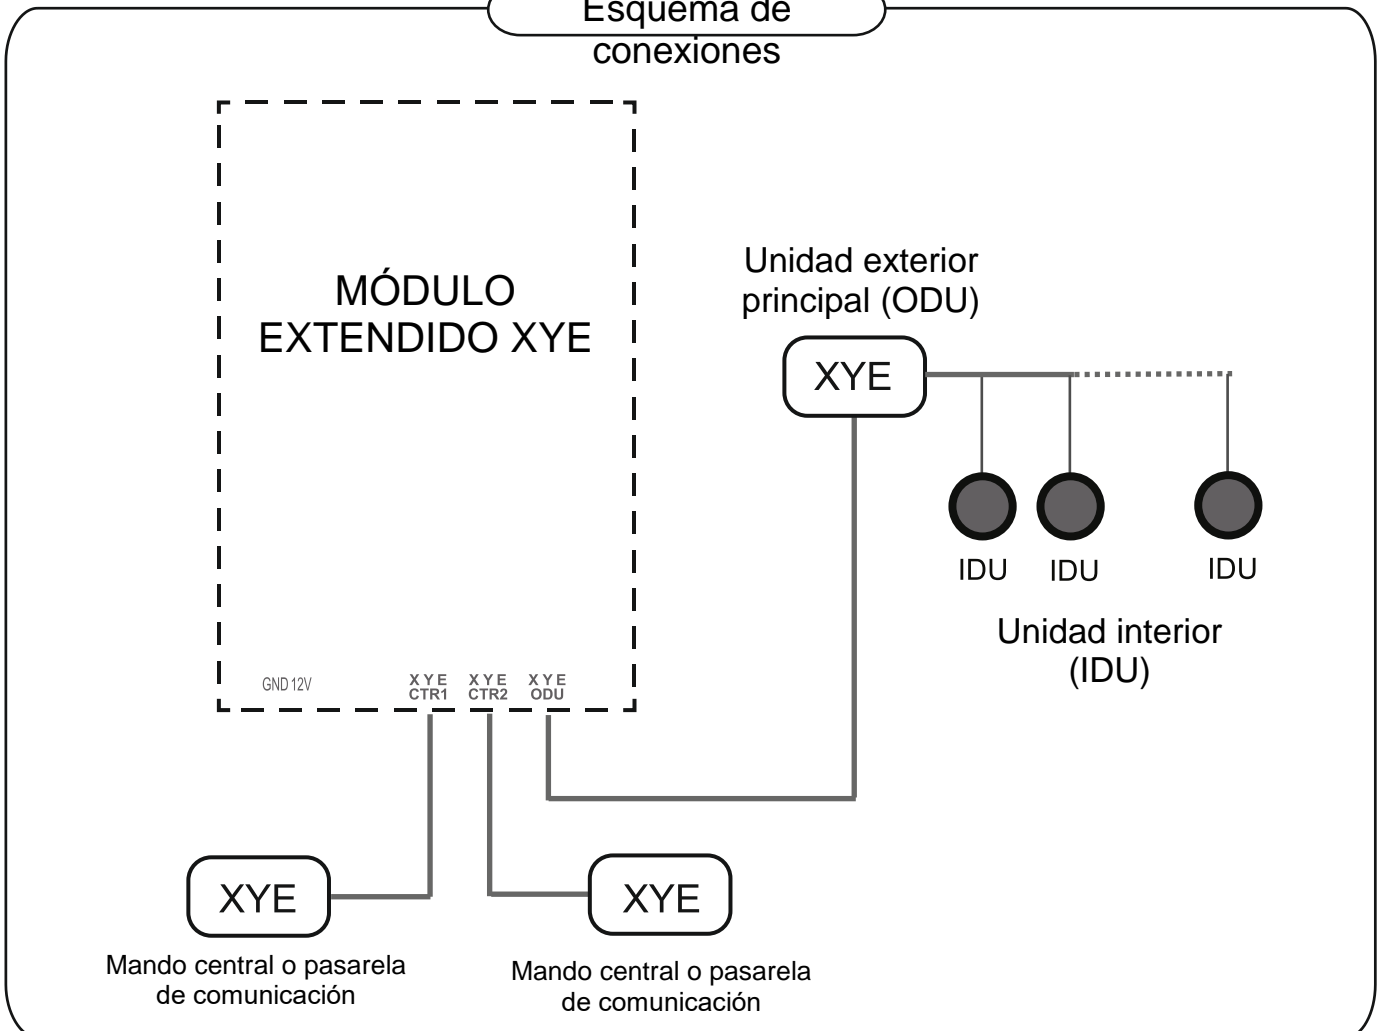 Esquema de
conexiones
MÓDULO
EXTENDIDO XYE
Unidad exterior
principal (ODU)
XYE
IDU
IDU
IDU
Unidad interior
(IDU)
GND 12V
X Y E
CTR1
X Y E
CTR2
X Y E
ODU
XYE
Mando central o pasarela
de comunicación
XYE
Mando central o pasarela
de comunicación